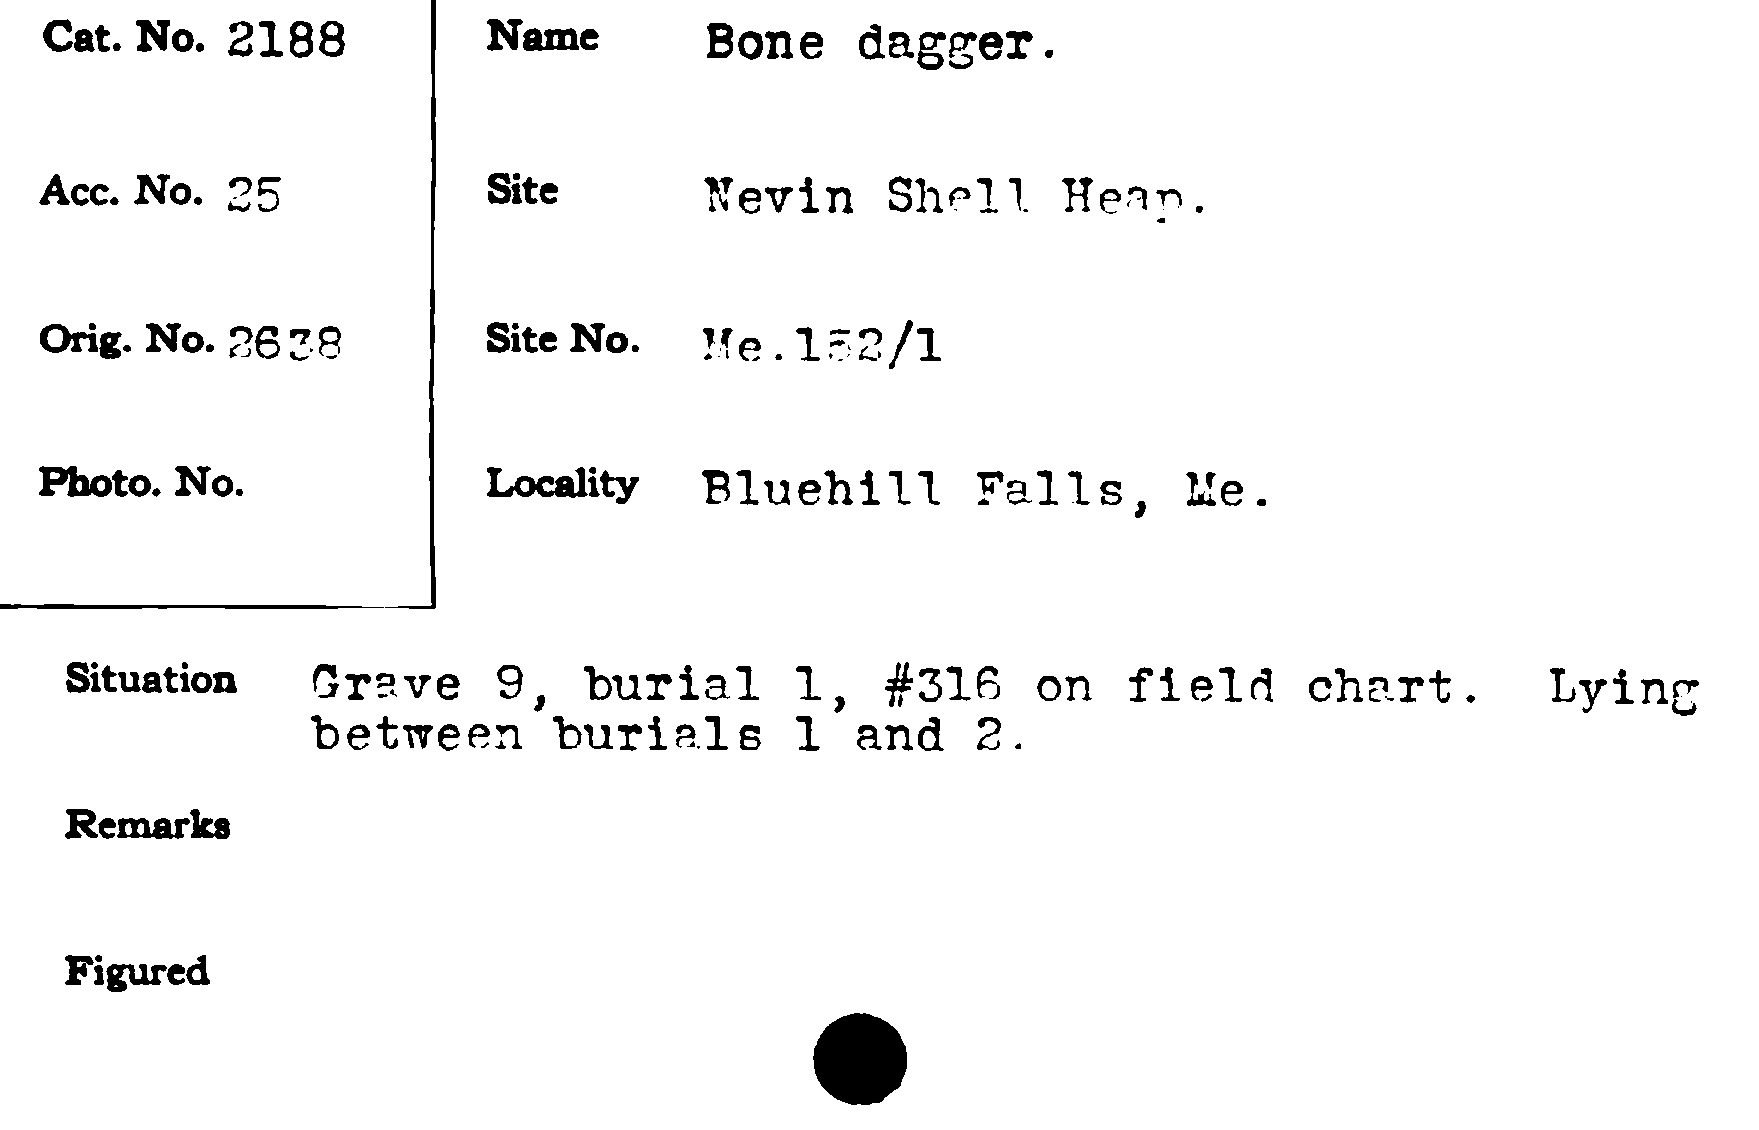 Cat. No. 2188
Name Bone dagger.
Acc. No. 25
Site Nevin Shell Heap.
Orig. No. 2638
Site No. Me.152/1
Photo. No.
Locality Bluehill Falls, Me.
Situation Grave 9, burial 1, #316 on field chart. Lying
between burials 1 and 2.
Remarks
Figured